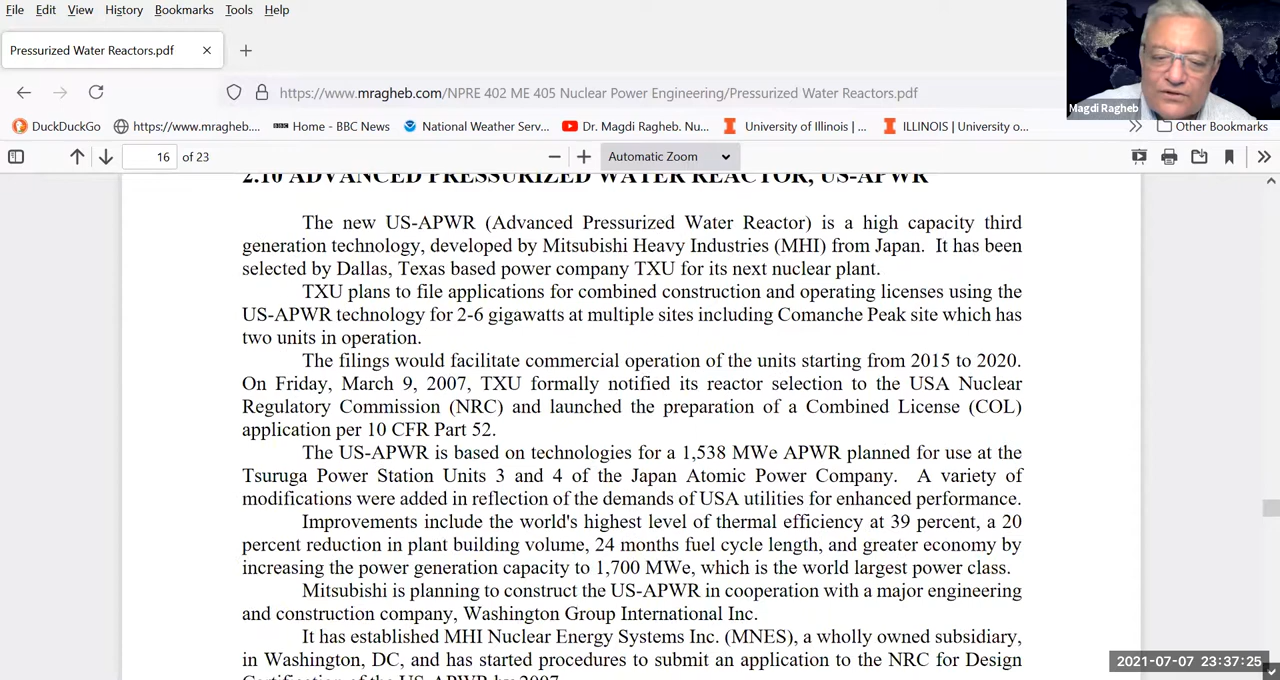 File Edit View History Bookmarks Tools Help
Pressurized Water Reactors.pdf
https://www.mragheb.com/NPRE 402 ME 405 Nuclear Power Engineering/Pressurized Water Reactors.pdf
Magdi Ragheb
DuckDuckGo https://www.mragheb.... Home - BBC News National Weather Serv... Dr. Magdi Ragheb. Nu... University of Illinois | ... ILLINOIS | University o... Other Bookmarks
16 of 23 Automatic Zoom
2.10 ADVANCED PRESSURIZED WATER REACTOR, US-APWR
The new US-APWR (Advanced Pressurized Water Reactor) is a high capacity third
generation technology, developed by Mitsubishi Heavy Industries (MHI) from Japan. It has been
selected by Dallas, Texas based power company TXU for its next nuclear plant.
TXU plans to file applications for combined construction and operating licenses using the
US-APWR technology for 2-6 gigawatts at multiple sites including Comanche Peak site which has
two units in operation.
The filings would facilitate commercial operation of the units starting from 2015 to 2020.
On Friday, March 9, 2007, TXU formally notified its reactor selection to the USA Nuclear
Regulatory Commission (NRC) and launched the preparation of a Combined License (COL)
application per 10 CFR Part 52.
The US-APWR is based on technologies for a 1,538 MWe APWR planned for use at the
Tsuruga Power Station Units 3 and 4 of the Japan Atomic Power Company. A variety of
modifications were added in reflection of the demands of USA utilities for enhanced performance.
Improvements include the world's highest level of thermal efficiency at 39 percent, a 20
percent reduction in plant building volume, 24 months fuel cycle length, and greater economy by
increasing the power generation capacity to 1,700 MWe, which is the world largest power class.
Mitsubishi is planning to construct the US-APWR in cooperation with a major engineering
and construction company, Washington Group International Inc.
It has established MHI Nuclear Energy Systems Inc. (MNES), a wholly owned subsidiary,
in Washington, DC, and has started procedures to submit an application to the NRC for Design
Certification of the US-APWR by 2007.
2021-07-07 23:37:25